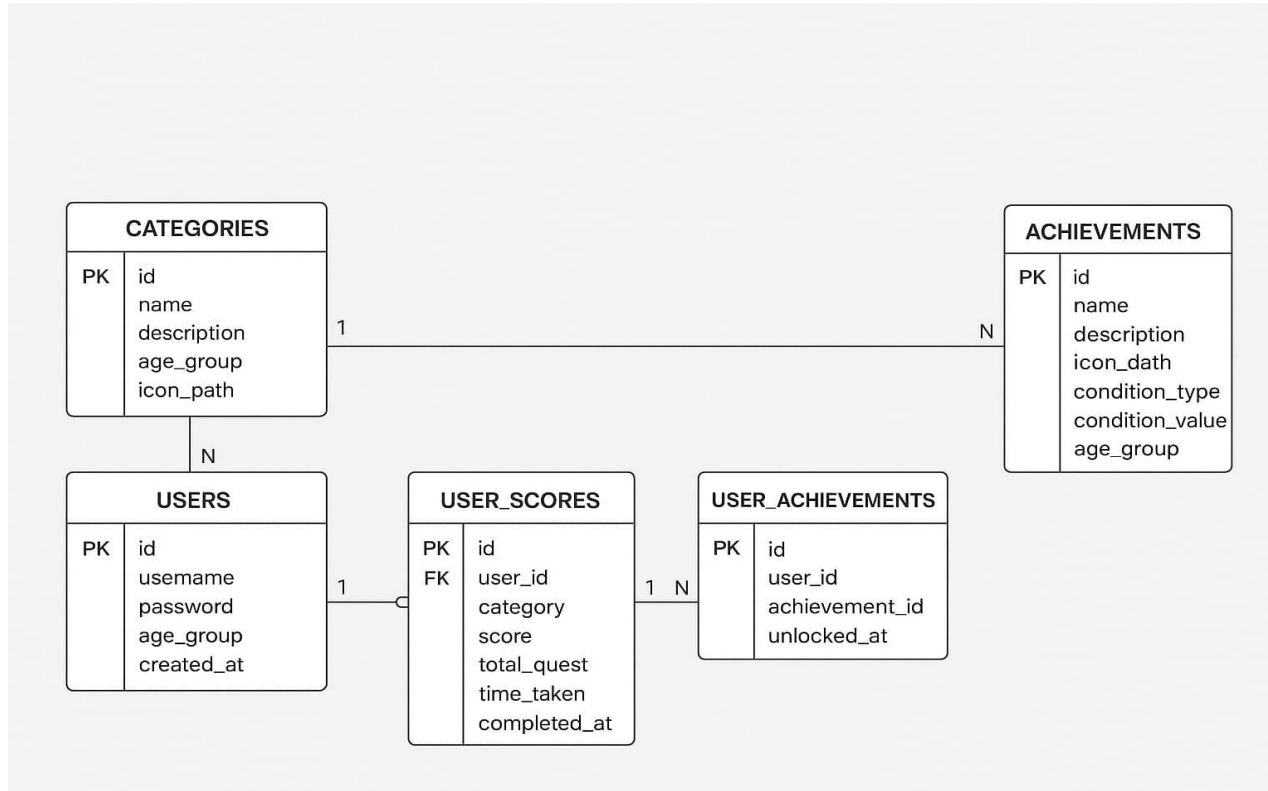 CATEGORIES
PK id
name
description
age_group
icon_path
1
N
ACHIEVEMENTS
PK id
name
description
icon_dath
condition_type
condition_value
age_group
N
USERS
PK id
usemame
password
age_group
created_at
1
USER_SCORES
PK id
FK user_id
category
score
total_quest
time_taken
completed_at
1 N
USER_ACHIEVEMENTS
PK id
user_id
achievement_id
unlocked_at